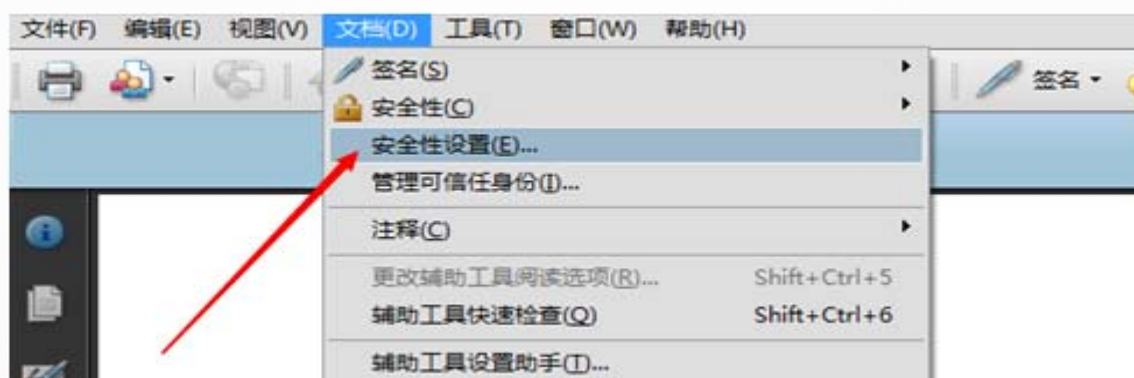 文件(F) 编辑(E) 视图(V) 文档(D) 工具(T) 窗口(W) 帮助(H)
签名(S)
签名
安全性(C)
安全性设置(E)...
管理可信任身份(I)...
注释(C)
更改辅助工具阅读选项(R)... Shift+Ctrl+5
辅助工具快速检查(Q) Shift+Ctrl+6
辅助工具设置助手(T)...